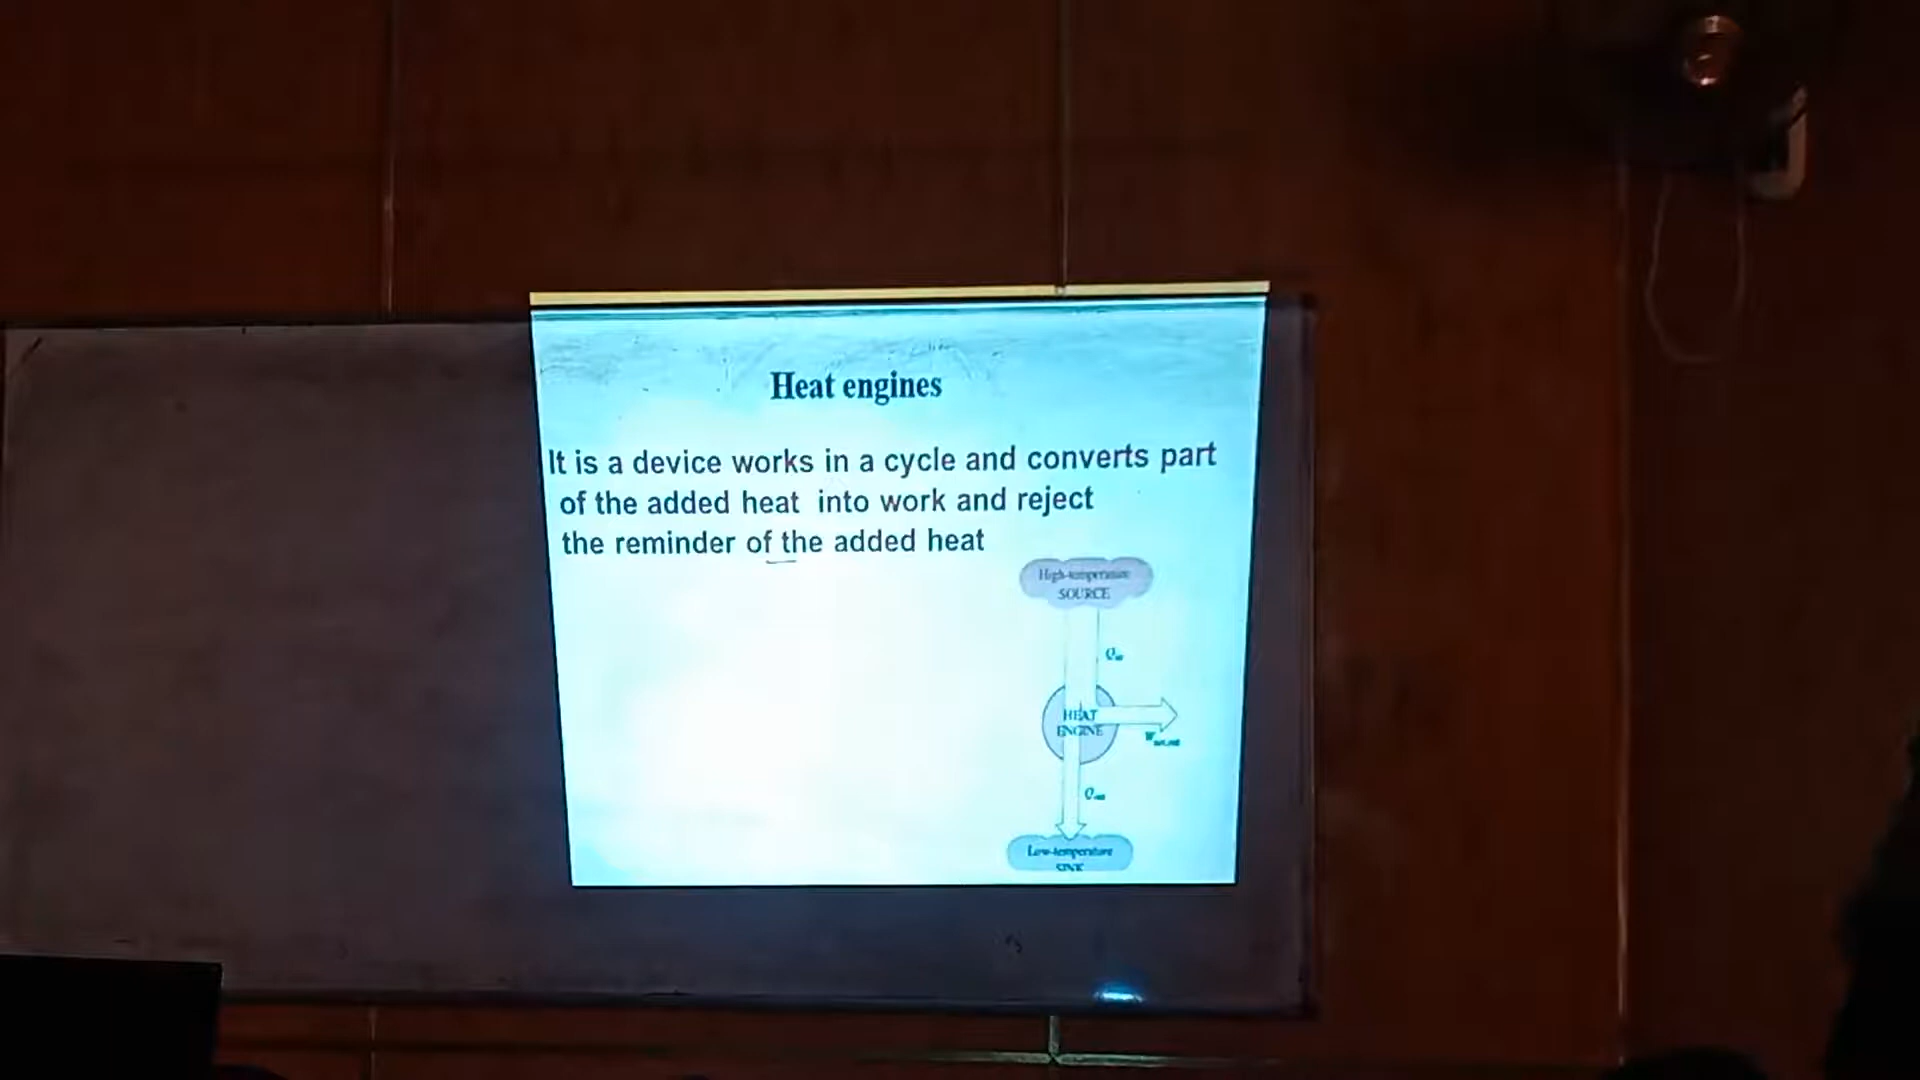 Heat engines
It is a device works in a cycle and converts part
of the added heat into work and reject
the reminder of the added heat
High-temperature
SOURCE
HEAT
ENGINE
Low-temperature
SINK